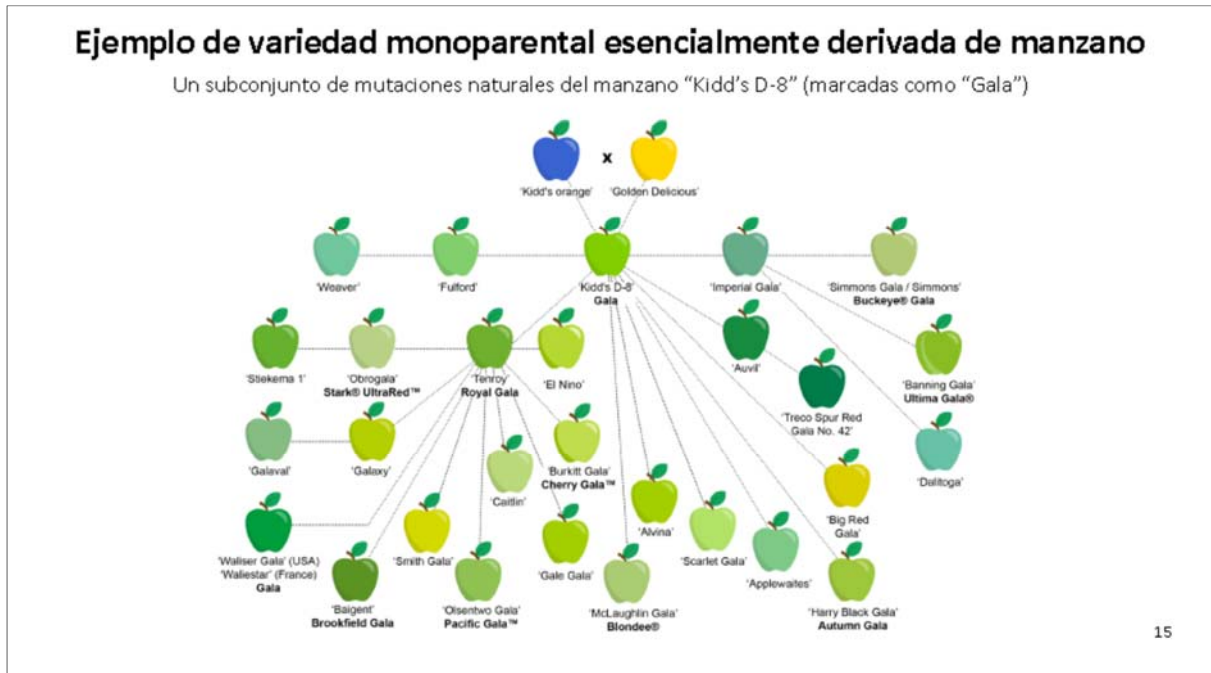 Ejemplo de variedad monoparental esencialmente derivada de manzano
Un subconjunto de mutaciones naturales del manzano “Kidd’s D-8” (marcadas como “Gala”)
x
‘Kidd's orange’
‘Golden Delicious’
‘Weaver’
‘Fulford’
‘Kidd's D-8’
Gala
‘Imperial Gala’
‘Simmons Gala / Simmons’
Buckeye® Gala
‘Stiekema 1’
‘Obrogala’
Stark® UltraRed™
‘Tenroy’
Royal Gala
‘El Nino’
‘Auvil’
‘Treco Spur Red
Gala No. 42’
‘Banning Gala’
Ultima Gala®
‘Galaval’
‘Galaxy’
‘Caitlin’
‘Burkitt Gala’
Cherry Gala™
‘Dalitoga’
‘Waliser Gala’ (USA)
‘Waliestar’ (France)
Gala
‘Baigent’
Brookfield Gala
‘Smith Gala’
‘Olsentwo Gala’
Pacific Gala™
‘Gale Gala’
‘McLaughlin Gala’
Blondee®
‘Alvina’
‘Scarlet Gala’
‘Applewaites’
‘Big Red
Gala’
‘Harry Black Gala’
Autumn Gala
15